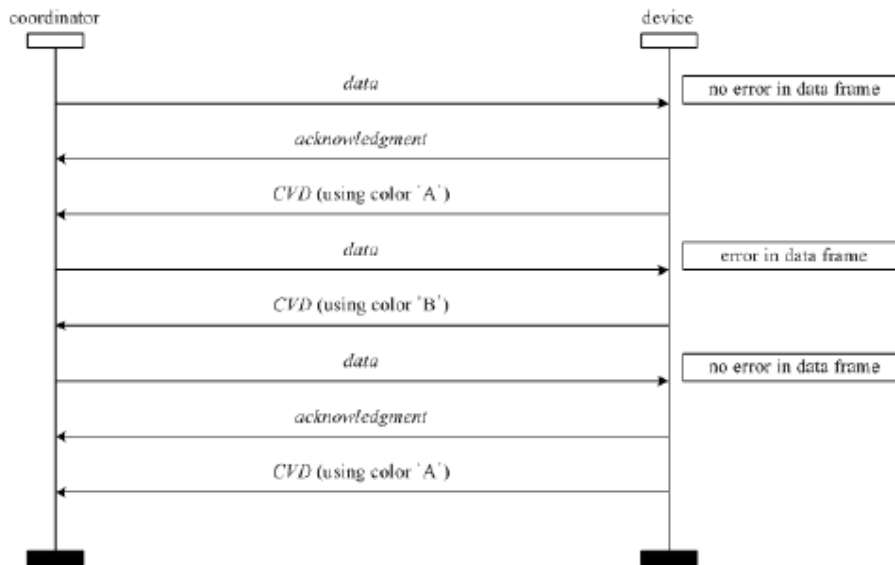 coordinator
device
data
no error in data frame
acknowledgment
CVD (using color 'A')
data
error in data frame
CVD (using color 'B')
data
no error in data frame
acknowledgment
CVD (using color 'A')